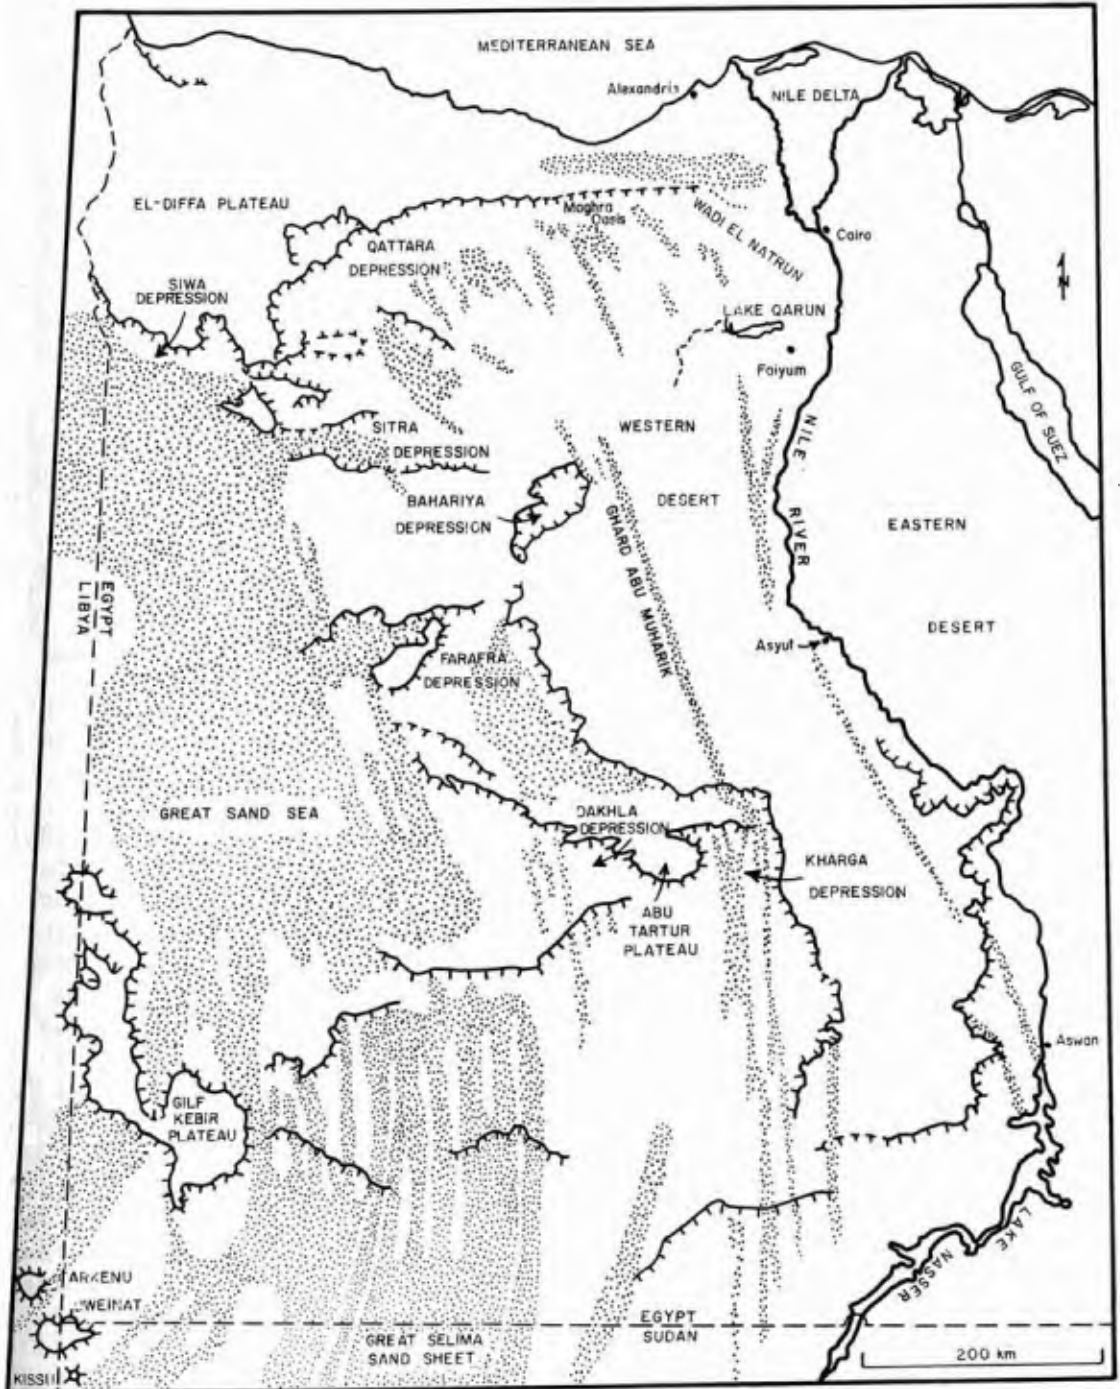 MEDITERRANEAN SEA
Alexandria
NILE DELTA
EL-DIFFA PLATEAU
Moghra
Oasis
WADI EL NATRUN
Cairo
QATTARA
DEPRESSION
N
SIWA
DEPRESSION
LAKE QARUN
Faiyum
GULF OF SUEZ
SITRA
DEPRESSION
WESTERN
DESERT
NILE RIVER
BAHARIYA
DEPRESSION
EASTERN
DESERT
GHARD ABU MUHARIK
EGYPT
LIBYA
Asyut
FARAFRA
DEPRESSION
GREAT SAND SEA
DAKHLA
DEPRESSION
KHARGA
DEPRESSION
ABU
TARTUR
PLATEAU
Aswan
GILF
KEBIR
PLATEAU
LAKE
NASSER
ARKENU
WEINAT
EGYPT
SUDAN
GREAT SELIMA
SAND SHEET
KISSU
200 km